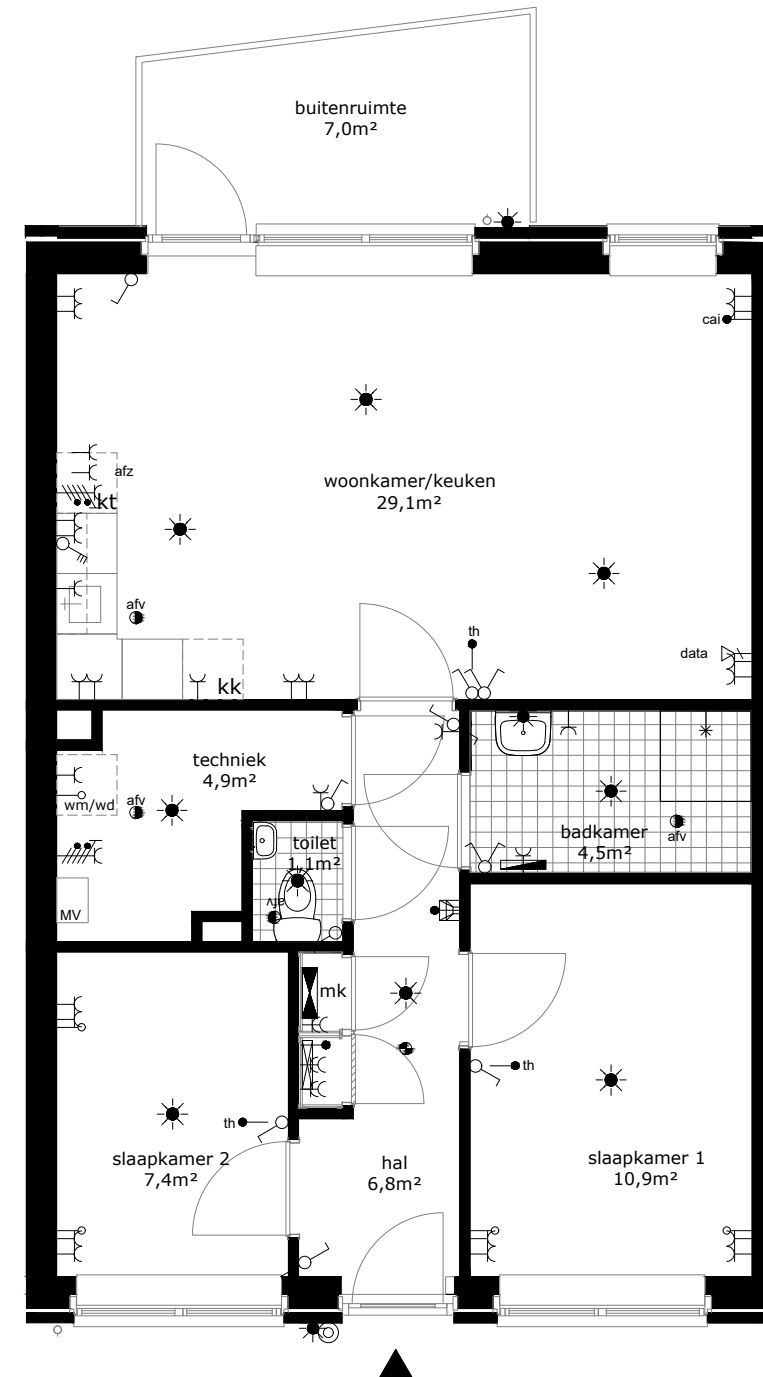 buitenruimte
7,0m²
cai
woonkamer/keuken
29,1m²
afz
kt
afv
th
data
kk
techniek
4,9m²
wm/wd
afv
toilet
1,1m²
badkamer
4,5m²
afv
afv
MV
mk
th
th
slaapkamer 2
7,4m²
hal
6,8m²
slaapkamer 1
10,9m²